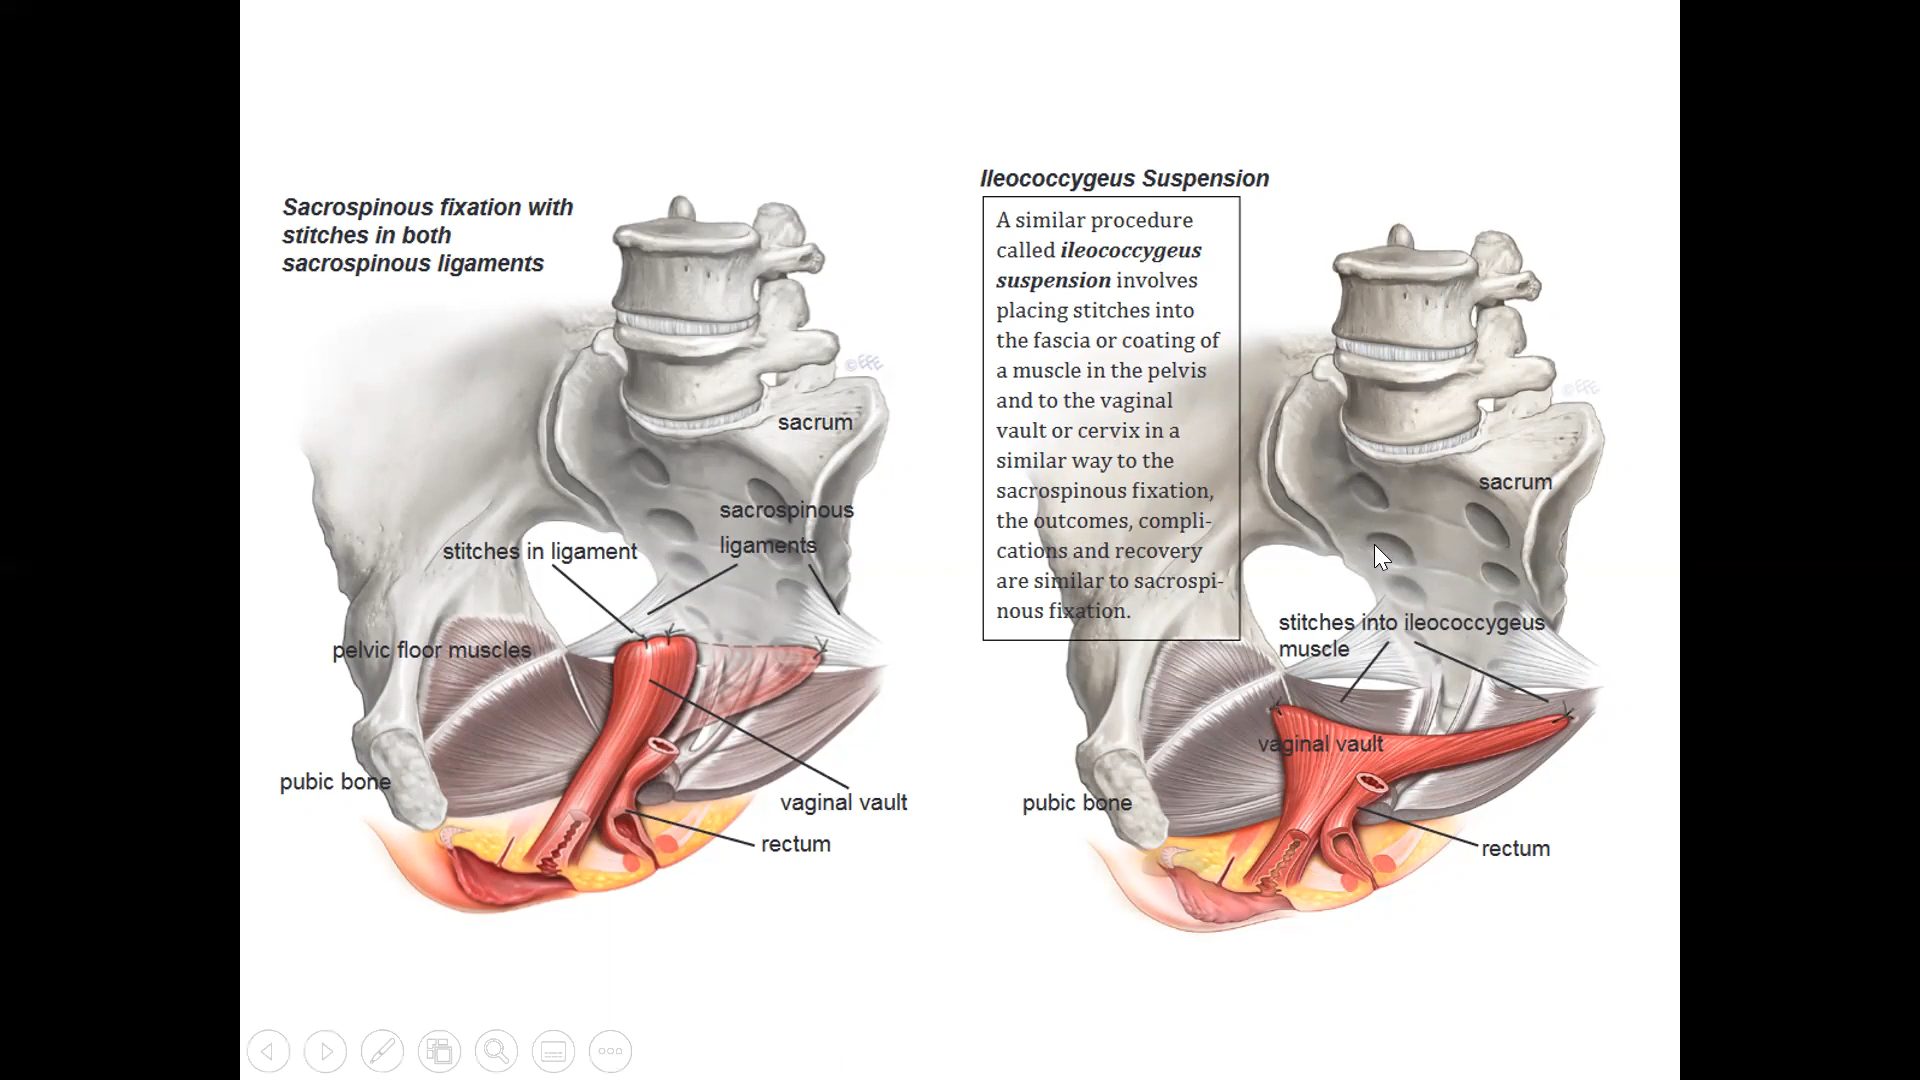 Sacrospinous fixation with
stitches in both
sacrospinous ligaments
sacrum
sacrospinous
ligaments
stitches in ligament
pelvic floor muscles
pubic bone
vaginal vault
rectum
©EFE
Ileococcygeus Suspension
A similar procedure
called ileococcygeus
suspension involves
placing stitches into
the fascia or coating of
a muscle in the pelvis
and to the vaginal
vault or cervix in a
similar way to the
sacrospinous fixation,
the outcomes, compli-
cations and recovery
are similar to sacrospi-
nous fixation.
©EFE
sacrum
stitches into ileococcygeus
muscle
vaginal vault
pubic bone
rectum